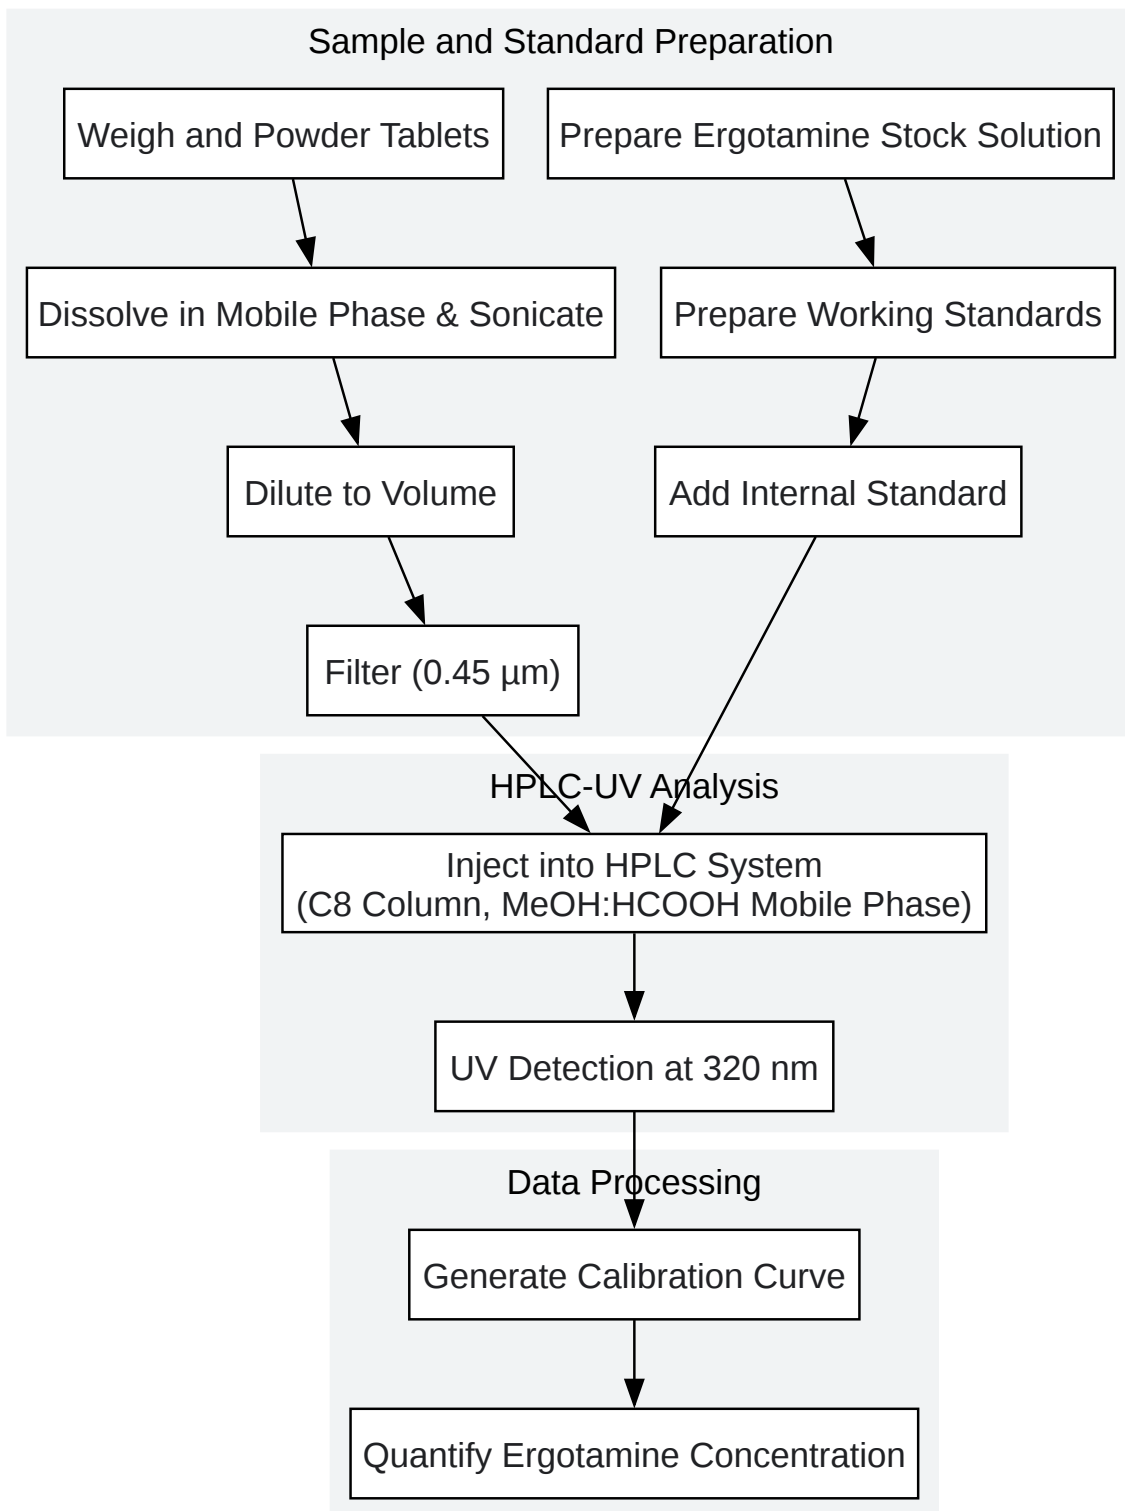 Sample and Standard Preparation
Weigh and Powder Tablets
Prepare Ergotamine Stock Solution
Dissolve in Mobile Phase & Sonicate
Prepare Working Standards
Dilute to Volume
Add Internal Standard
Filter (0.45 µm)
HPLC-UV Analysis
Inject into HPLC System
(C8 Column, MeOH:HCOOH Mobile Phase)
UV Detection at 320 nm
Data Processing
Generate Calibration Curve
Quantify Ergotamine Concentration